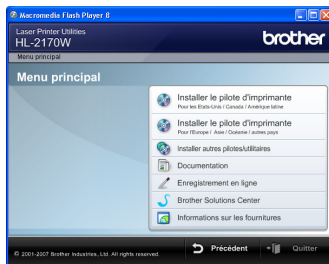 Macromedia Flash Player 8
Laser Printer Utilities
HL-2170W
brother
Menu principal
Menu principal
Installer le pilote d'imprimante
Pour les Etats-Unis / Canada / Amérique latine
Installer le pilote d'imprimante
Pour l'Europe / Asie / Océanie / autres pays
Installer autres pilotes/utilitaires
Documentation
Enregistrement en ligne
Brother Solutions Center
Informations sur les fournitures
© 2001-2007 Brother Industries, Ltd. All rights reserved
Précédent
Quitter